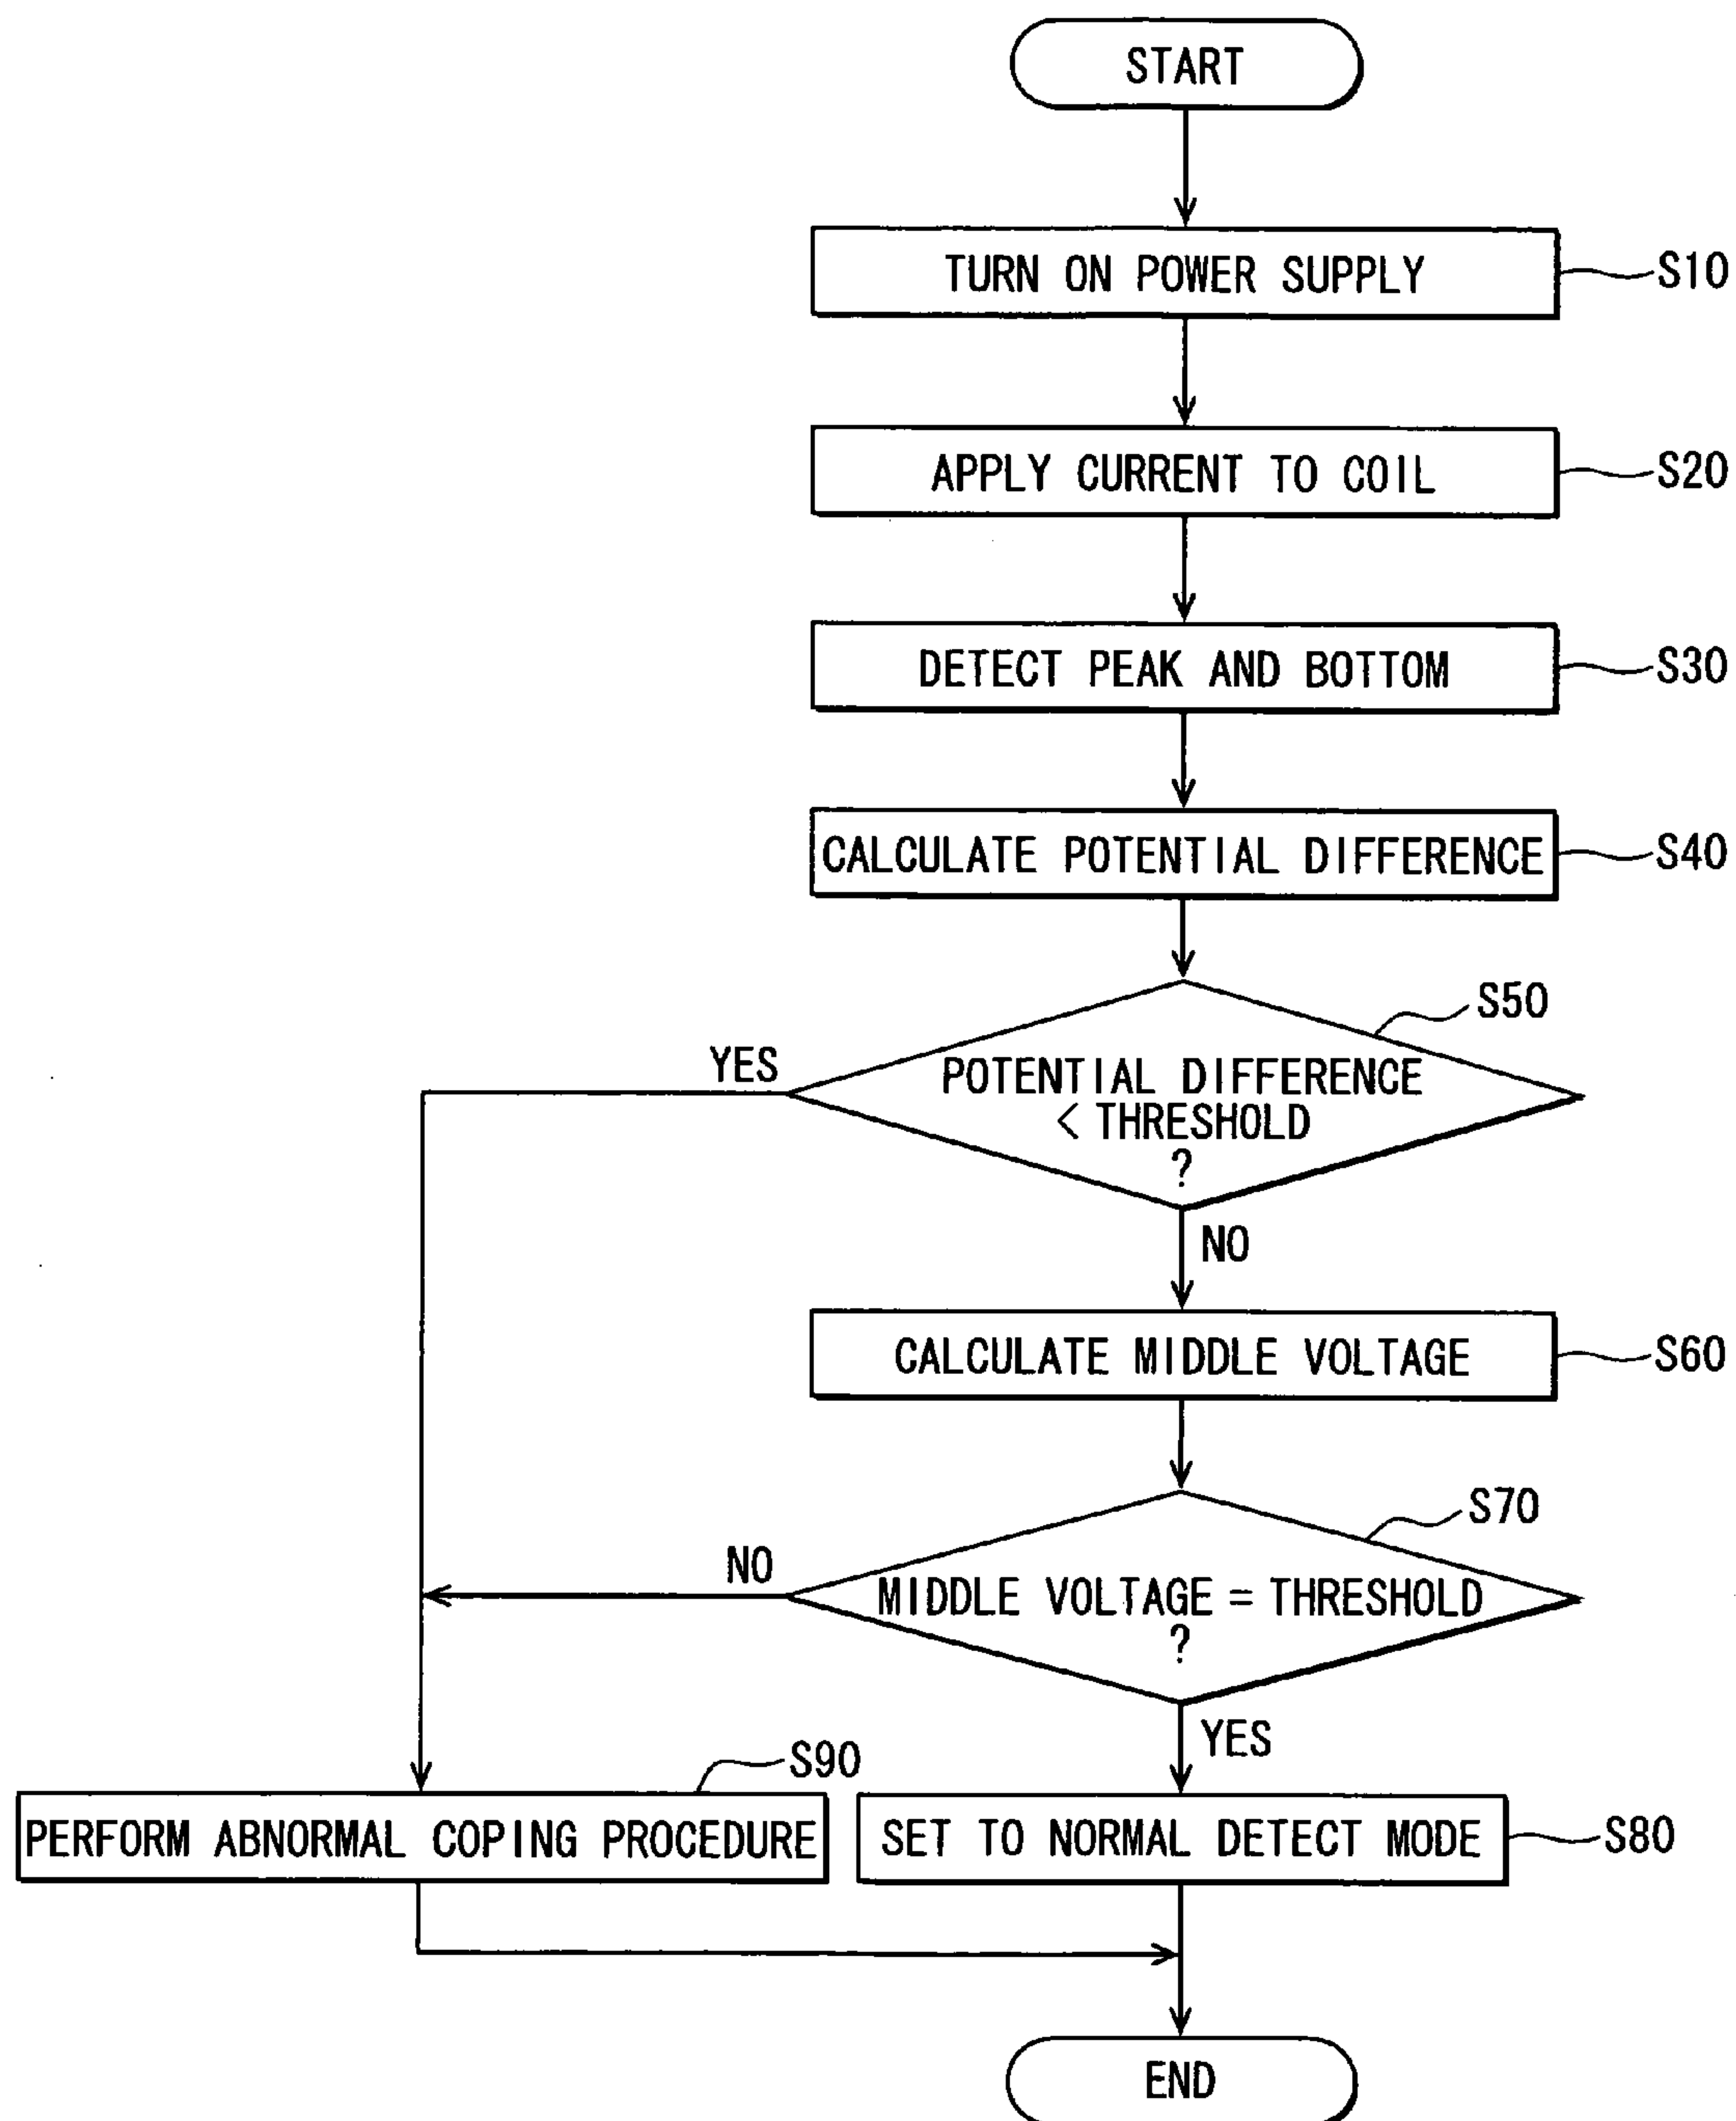 START
TURN ON POWER SUPPLY
S10
APPLY CURRENT TO COIL
S20
DETECT PEAK AND BOTTOM
S30
CALCULATE POTENTIAL DIFFERENCE
S40
S50
YES
POTENTIAL DIFFERENCE
< THRESHOLD
?
NO
CALCULATE MIDDLE VOLTAGE
S60
S70
NO
MIDDLE VOLTAGE = THRESHOLD
?
YES
S90
PERFORM ABNORMAL COPING PROCEDURE
SET TO NORMAL DETECT MODE
S80
END